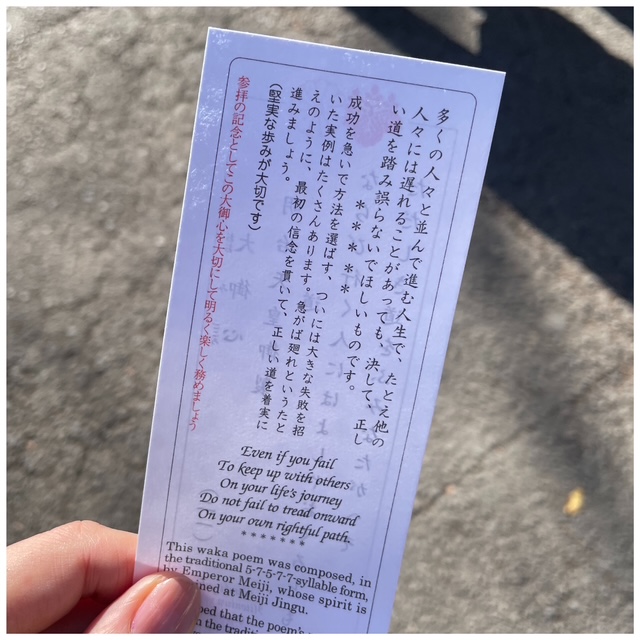 多くの人々と並んで進む人生で、たとえ他の
人々には遅れることがあっても、決して、正し
い道を踏み誤らないでほしいものです。
＊＊＊＊＊
成功を急いで方法を選ばず、ついには大きな失敗を招
いた実例はたくさんあります。急がば廻れというたと
えのように、最初の信念を貫いて、正しい道を着実に
進みましょう。
(堅実な歩みが大切です)
参拝の記念としてこの大御心を大切にして明るく楽しく務めましょう
Even if you fail
To keep up with others
On your life's journey
Do not fail to tread onward
On your own rightful path.
*******
This waka poem was composed, in
the traditional 5-7-5-7-7-syllable form,
by Emperor Meiji, whose spirit is
at Meiji Jingu.
that the poem's
the